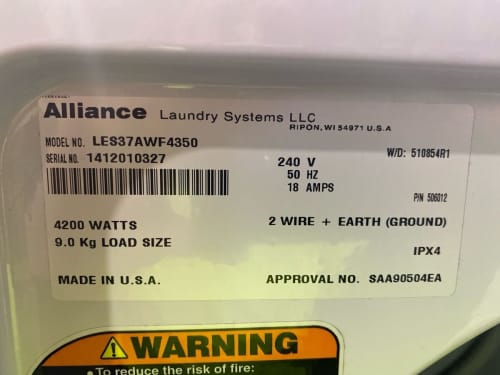 Alliance Laundry Systems LLC
RIPON, WI 54971 U.S.A
MODEL NO. LES37AWF4350
SERIAL NO. 1412010327
W/D: 510854R1
240 V
50 HZ
18 AMPS
P/N 506012
4200 WATTS
2 WIRE + EARTH (GROUND)
9.0 Kg LOAD SIZE
IPX4
MADE IN U.S.A.
APPROVAL NO. SAA90504EA
WARNING
• To reduce the risk of fire: